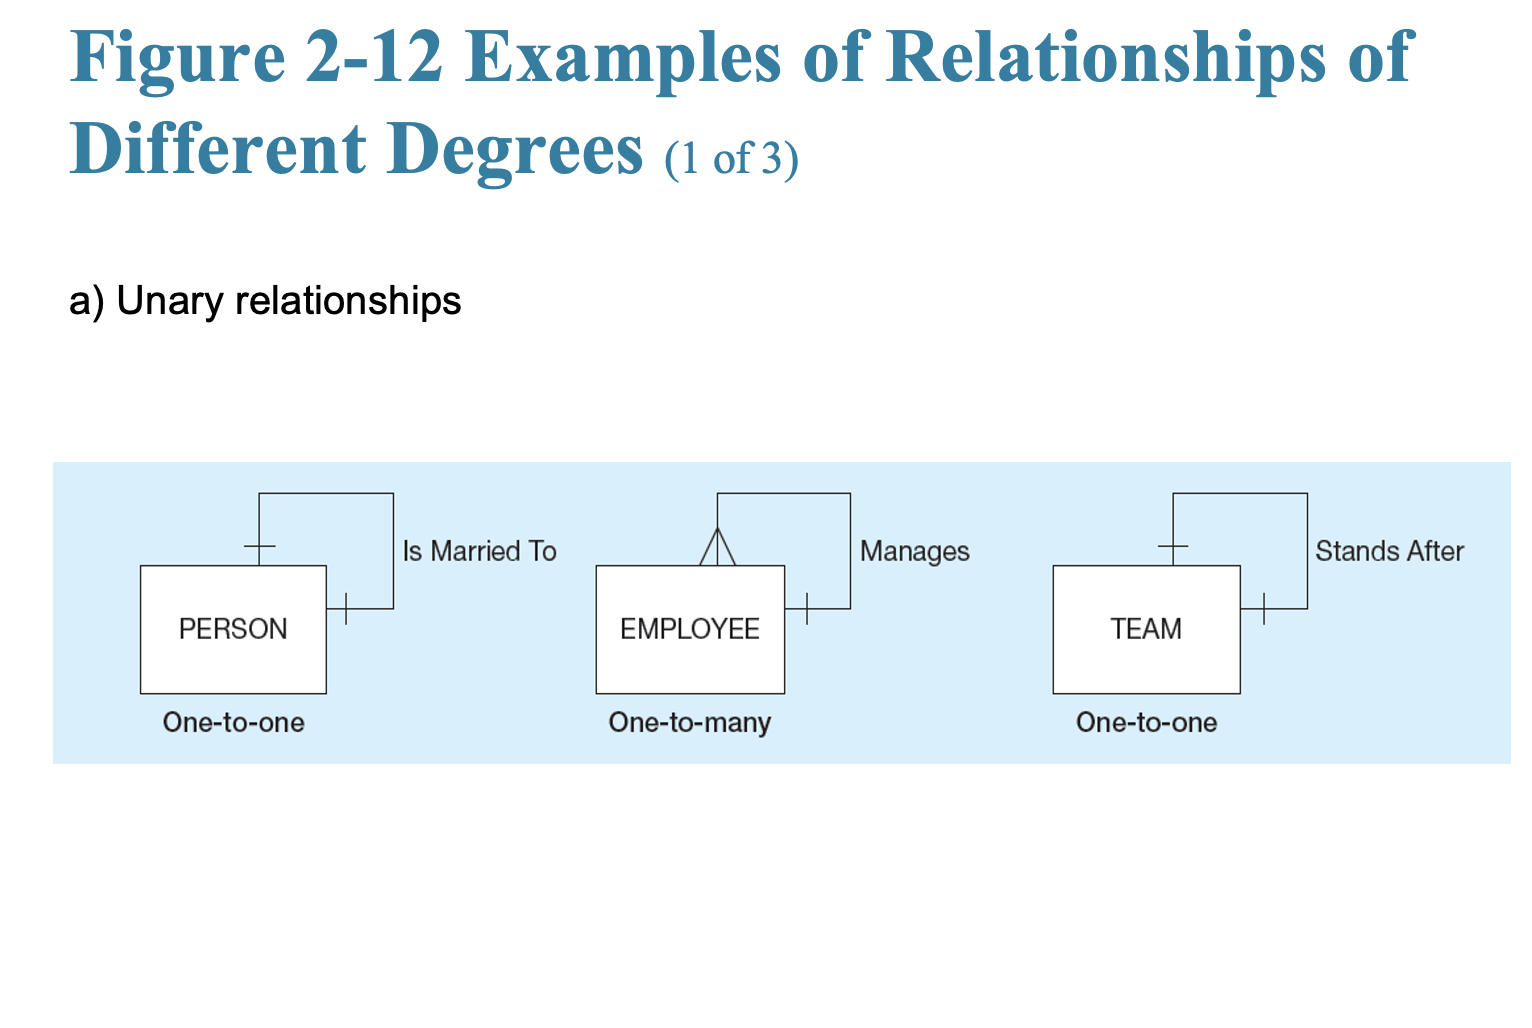 Figure 2-12 Examples of Relationships of
Different Degrees (1 of 3)
a) Unary relationships
Is Married To
PERSON
One-to-one
Manages
EMPLOYEE
One-to-many
Stands After
TEAM
One-to-one